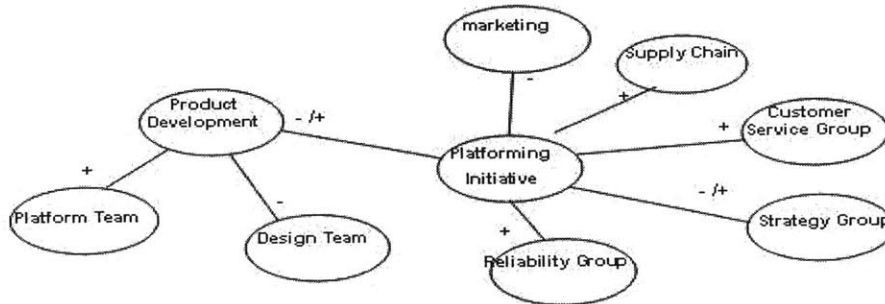 marketing
-
Supply Chain
+
Product
Development
- /+
Customer
Service Group
+
Platforming
Initiative
+
Platform Team
-
Design Team
- /+
Strategy Group
+
Reliability Group